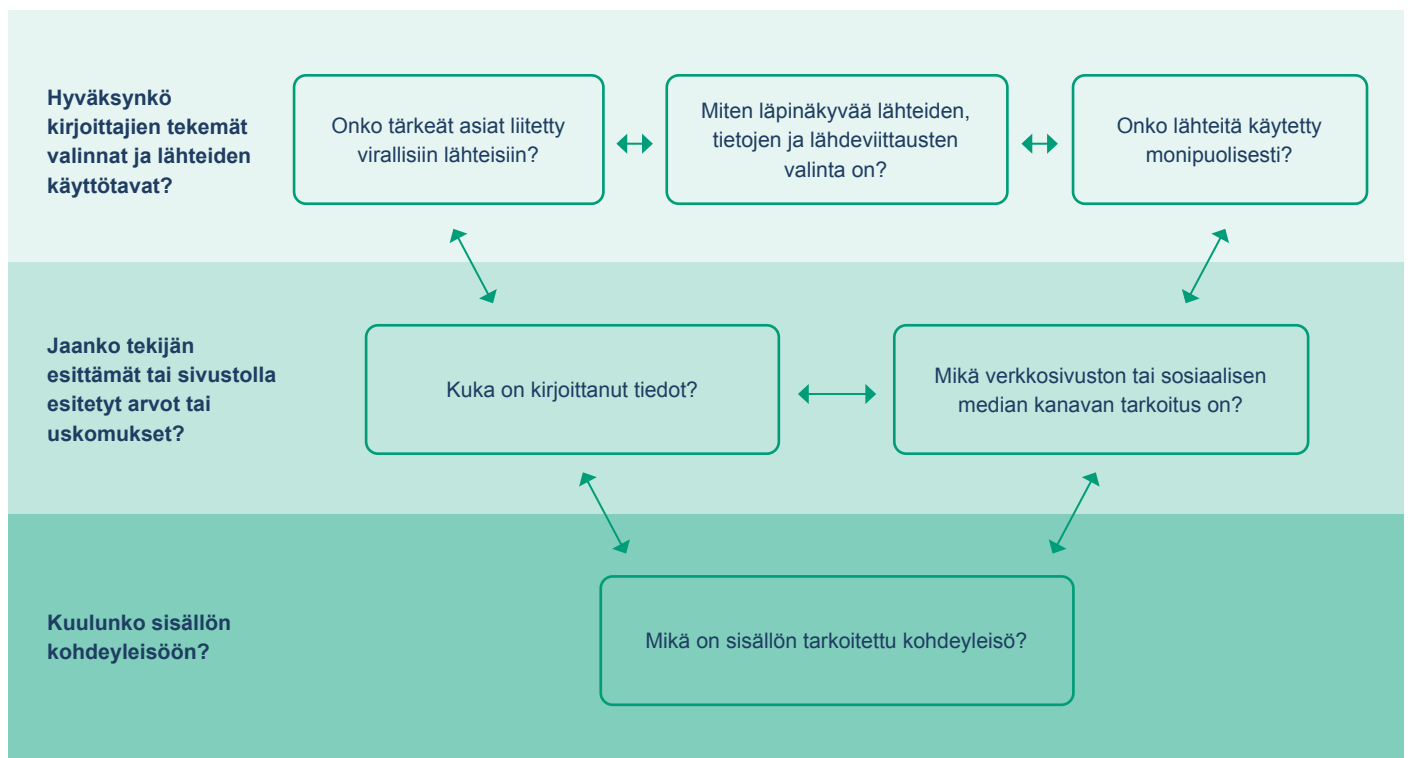 Hyväksynkö
kirjoittajien tekemät
valinnat ja lähteiden
käyttötavat?
Onko tärkeät asiat liitetty
virallisiin lähteisiin?
Miten läpinäkyvää lähteiden,
tietojen ja lähdeviittausten
valinta on?
Onko lähteitä käytetty
monipuolisesti?
Jaanko tekijän
esittämät tai sivustolla
esitetyt arvot tai
uskomukset?
Kuka on kirjoittanut tiedot?
Mikä verkkosivuston tai sosiaalisen
median kanavan tarkoitus on?
Kuulunko sisällön
kohdeyleisöön?
Mikä on sisällön tarkoitettu kohdeyleisö?